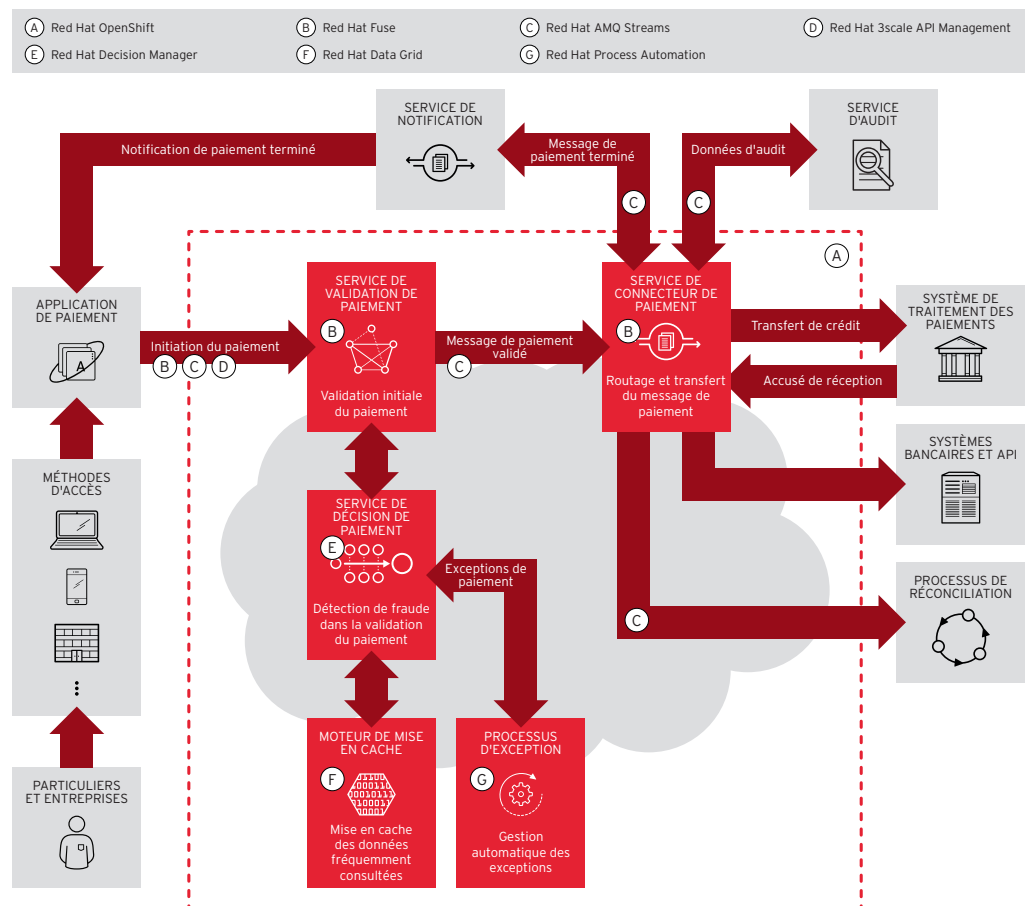 A Red Hat OpenShift
B Red Hat Fuse
C Red Hat AMQ Streams
D Red Hat 3scale API Management
E Red Hat Decision Manager
F Red Hat Data Grid
G Red Hat Process Automation
SERVICE DE
NOTIFICATION
SERVICE
D'AUDIT
Notification de paiement terminé
Message de
paiement terminé
Données d'audit
C
C
A
APPLICATION
DE PAIEMENT
A
Initiation du paiement
B C D
SERVICE DE
VALIDATION DE
PAIEMENT
B
Validation initiale
du paiement
Message de paiement
validé
C
SERVICE DE
CONNECTEUR DE
PAIEMENT
B
Routage et transfert
du message de
paiement
Transfert de crédit
Accusé de réception
SYSTÈME DE
TRAITEMENT DES
PAIEMENTS
SYSTÈMES
BANCAIRES ET API
MÉTHODES
D'ACCÈS
SERVICE DE
DÉCISION DE
PAIEMENT
E
Détection de fraude
dans la validation
du paiement
Exceptions de
paiement
C
PROCESSUS DE
RÉCONCILIATION
MOTEUR DE MISE
EN CACHE
F
01100
1000110
00010111
0100011
00001
Mise en cache
des données
fréquemment
consultées
PROCESSUS
D'EXCEPTION
G
Gestion
automatique des
exceptions
PARTICULIERS
ET ENTREPRISES